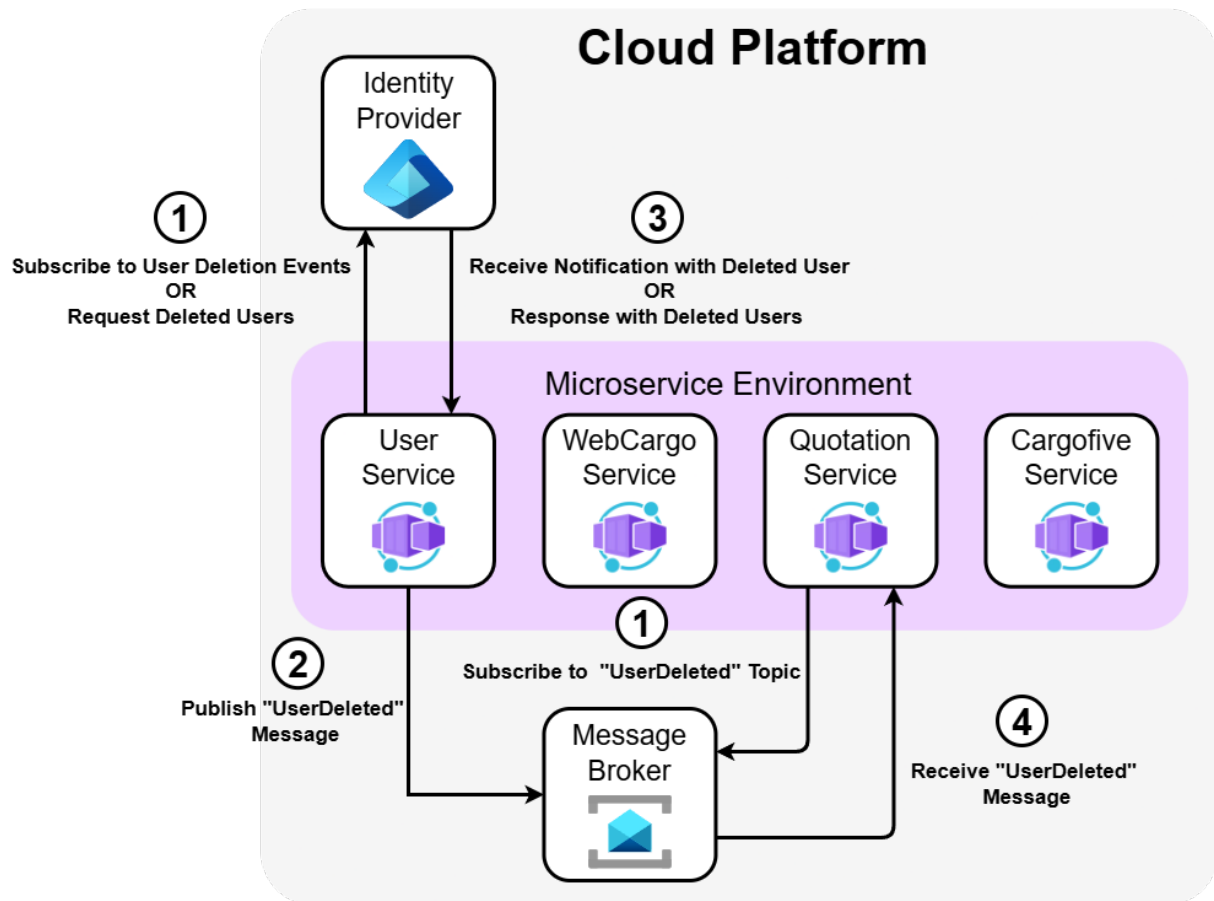 Cloud Platform
Identity
Provider
1
Subscribe to User Deletion Events
OR
Request Deleted Users
3
Receive Notification with Deleted User
OR
Response with Deleted Users
Microservice Environment
User
Service
WebCargo
Service
Quotation
Service
Cargofive
Service
1
Subscribe to "UserDeleted" Topic
2
Publish "UserDeleted"
Message
Message
Broker
4
Receive "UserDeleted"
Message